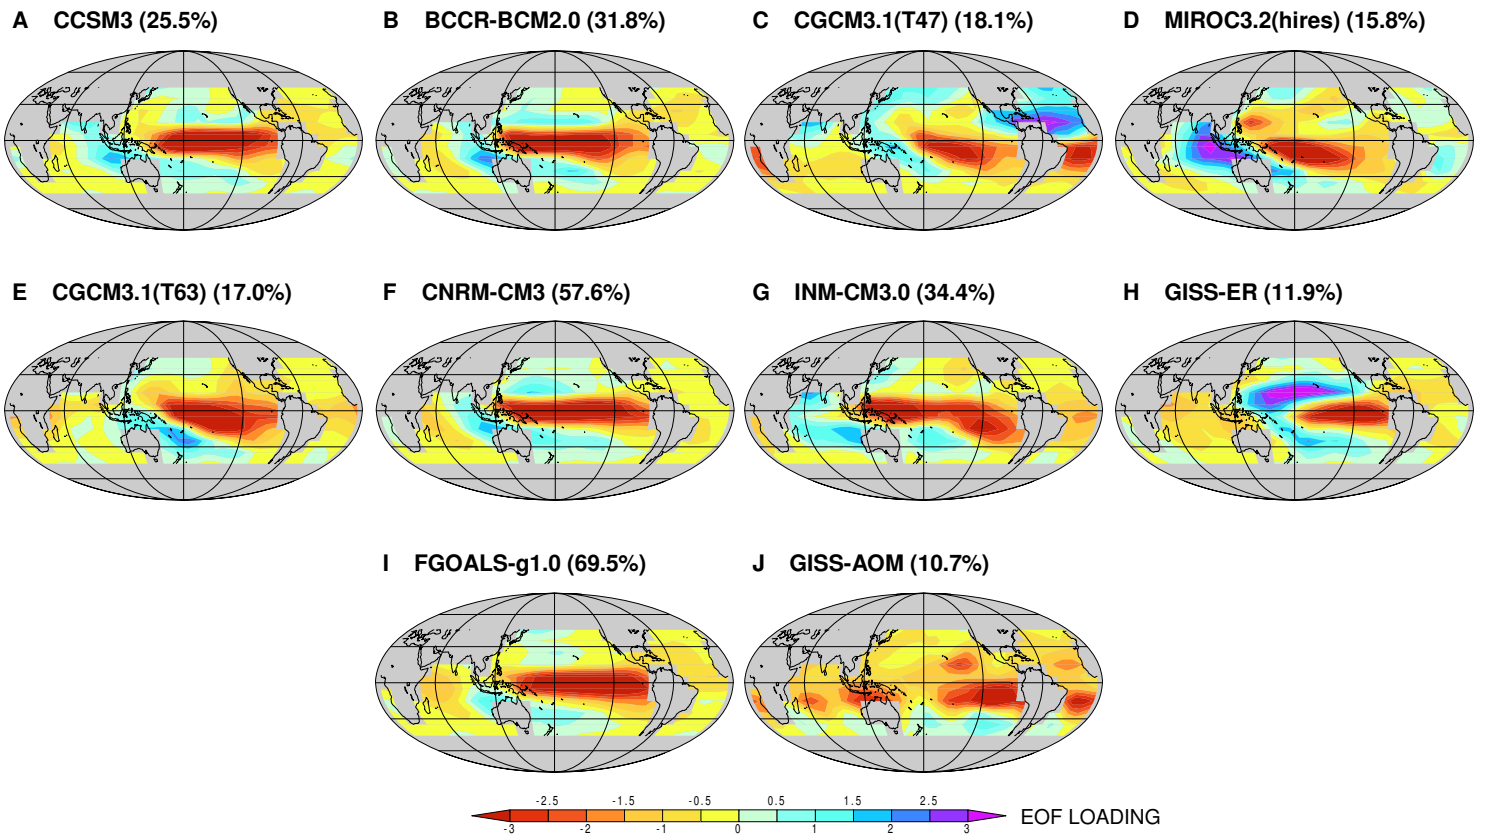 A CCSM3 (25.5%)
B BCCR-BCM2.0 (31.8%)
C CGCM3.1(T47) (18.1%)
D MIROC3.2(hires) (15.8%)
E CGCM3.1(T63) (17.0%)
F CNRM-CM3 (57.6%)
G INM-CM3.0 (34.4%)
H GISS-ER (11.9%)
I FGOALS-g1.0 (69.5%)
J GISS-AOM (10.7%)
-2.5 -1.5 -0.5 0.5 1.5 2.5
EOF LOADING
-3 -2 -1 0 1 2 3